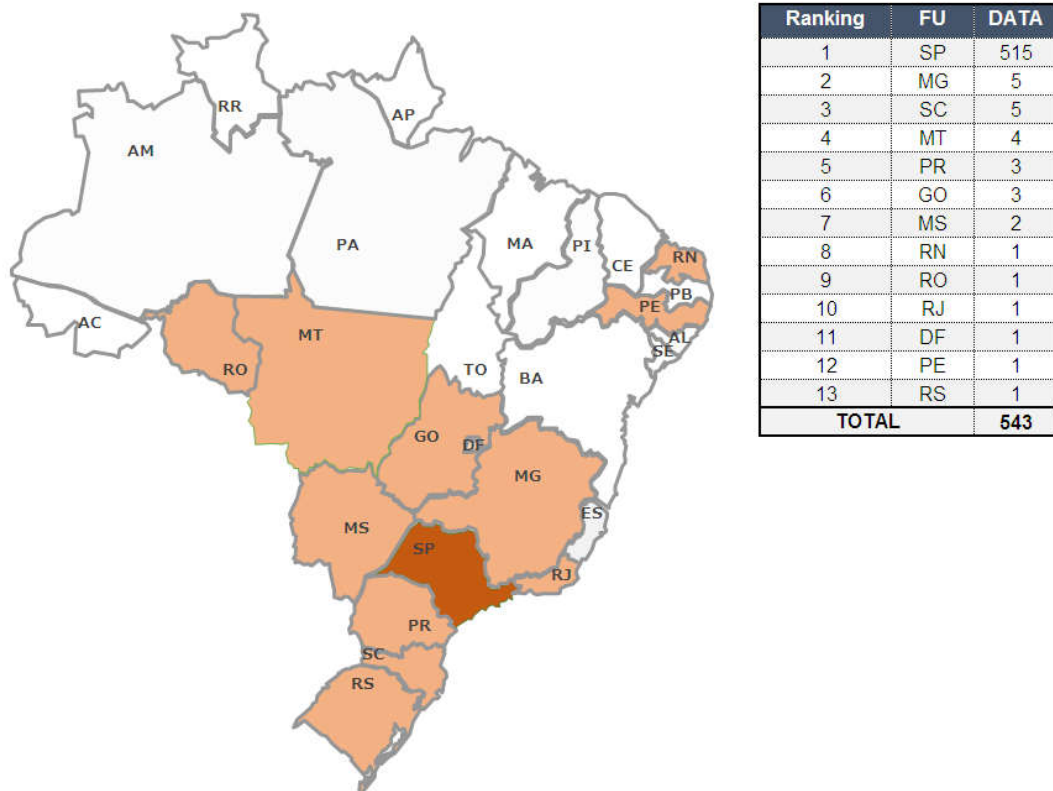 RR
AP
AM
PA
MA
PI
CE
RN
PB
PE
AL
SE
AC
RO
MT
TO
BA
GO
DF
MG
ES
MS
SP
RJ
PR
SC
RS
Ranking FU DATA
1 SP 515
2 MG 5
3 SC 5
4 MT 4
5 PR 3
6 GO 3
7 MS 2
8 RN 1
9 RO 1
10 RJ 1
11 DF 1
12 PE 1
13 RS 1
TOTAL 543